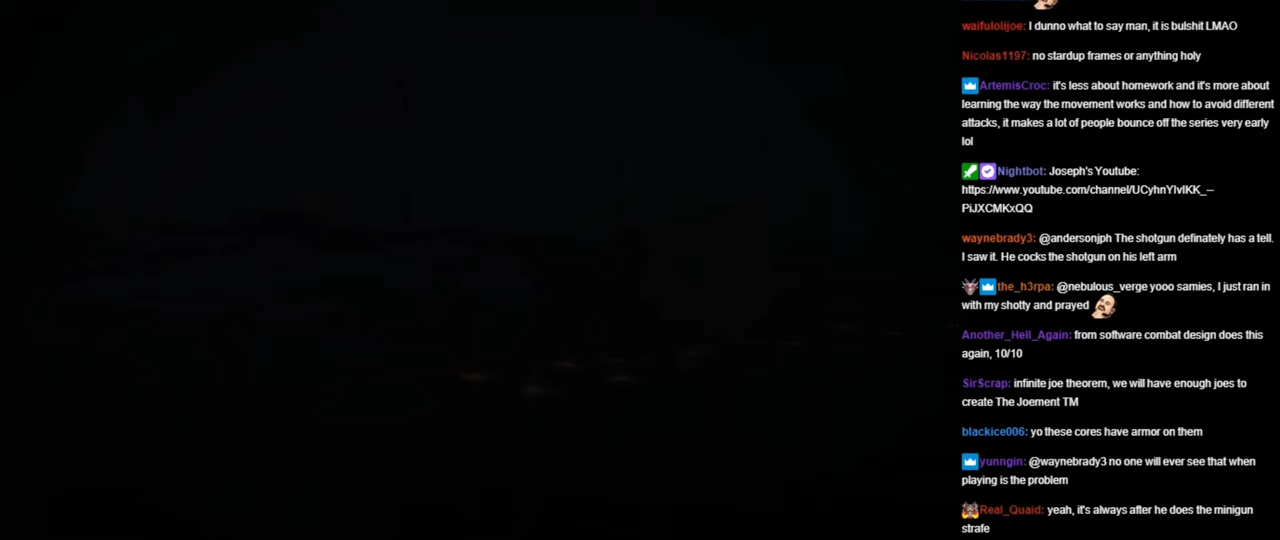 waifulolijoe: I dunno what to say man, it is bulshit LMAO
Nicolas1197: no stardup frames or anything holy
ArtemisCroc: it's less about homework and it's more about
learning the way the movement works and how to avoid different
attacks, it makes a lot of people bounce off the series very early
lol
Nightbot: Joseph's Youtube:
https://www.youtube.com/channel/UCyhnYlvIKK_--
PiJXCMKxQQ
waynebrady3: @andersonjph The shotgun definately has a tell.
I saw it. He cocks the shotgun on his left arm
the_h3rpa: @nebulous_verge yooo samies, I just ran in
with my shotty and prayed
Another_Hell_Again: from software combat design does this
again, 10/10
SirScrap: infinite joe theorem, we will have enough joes to
create The Joement TM
blackice006: yo these cores have armor on them
yunngin: @waynebrady3 no one will ever see that when
playing is the problem
Real_Quaid: yeah, it's always after he does the minigun
strafe